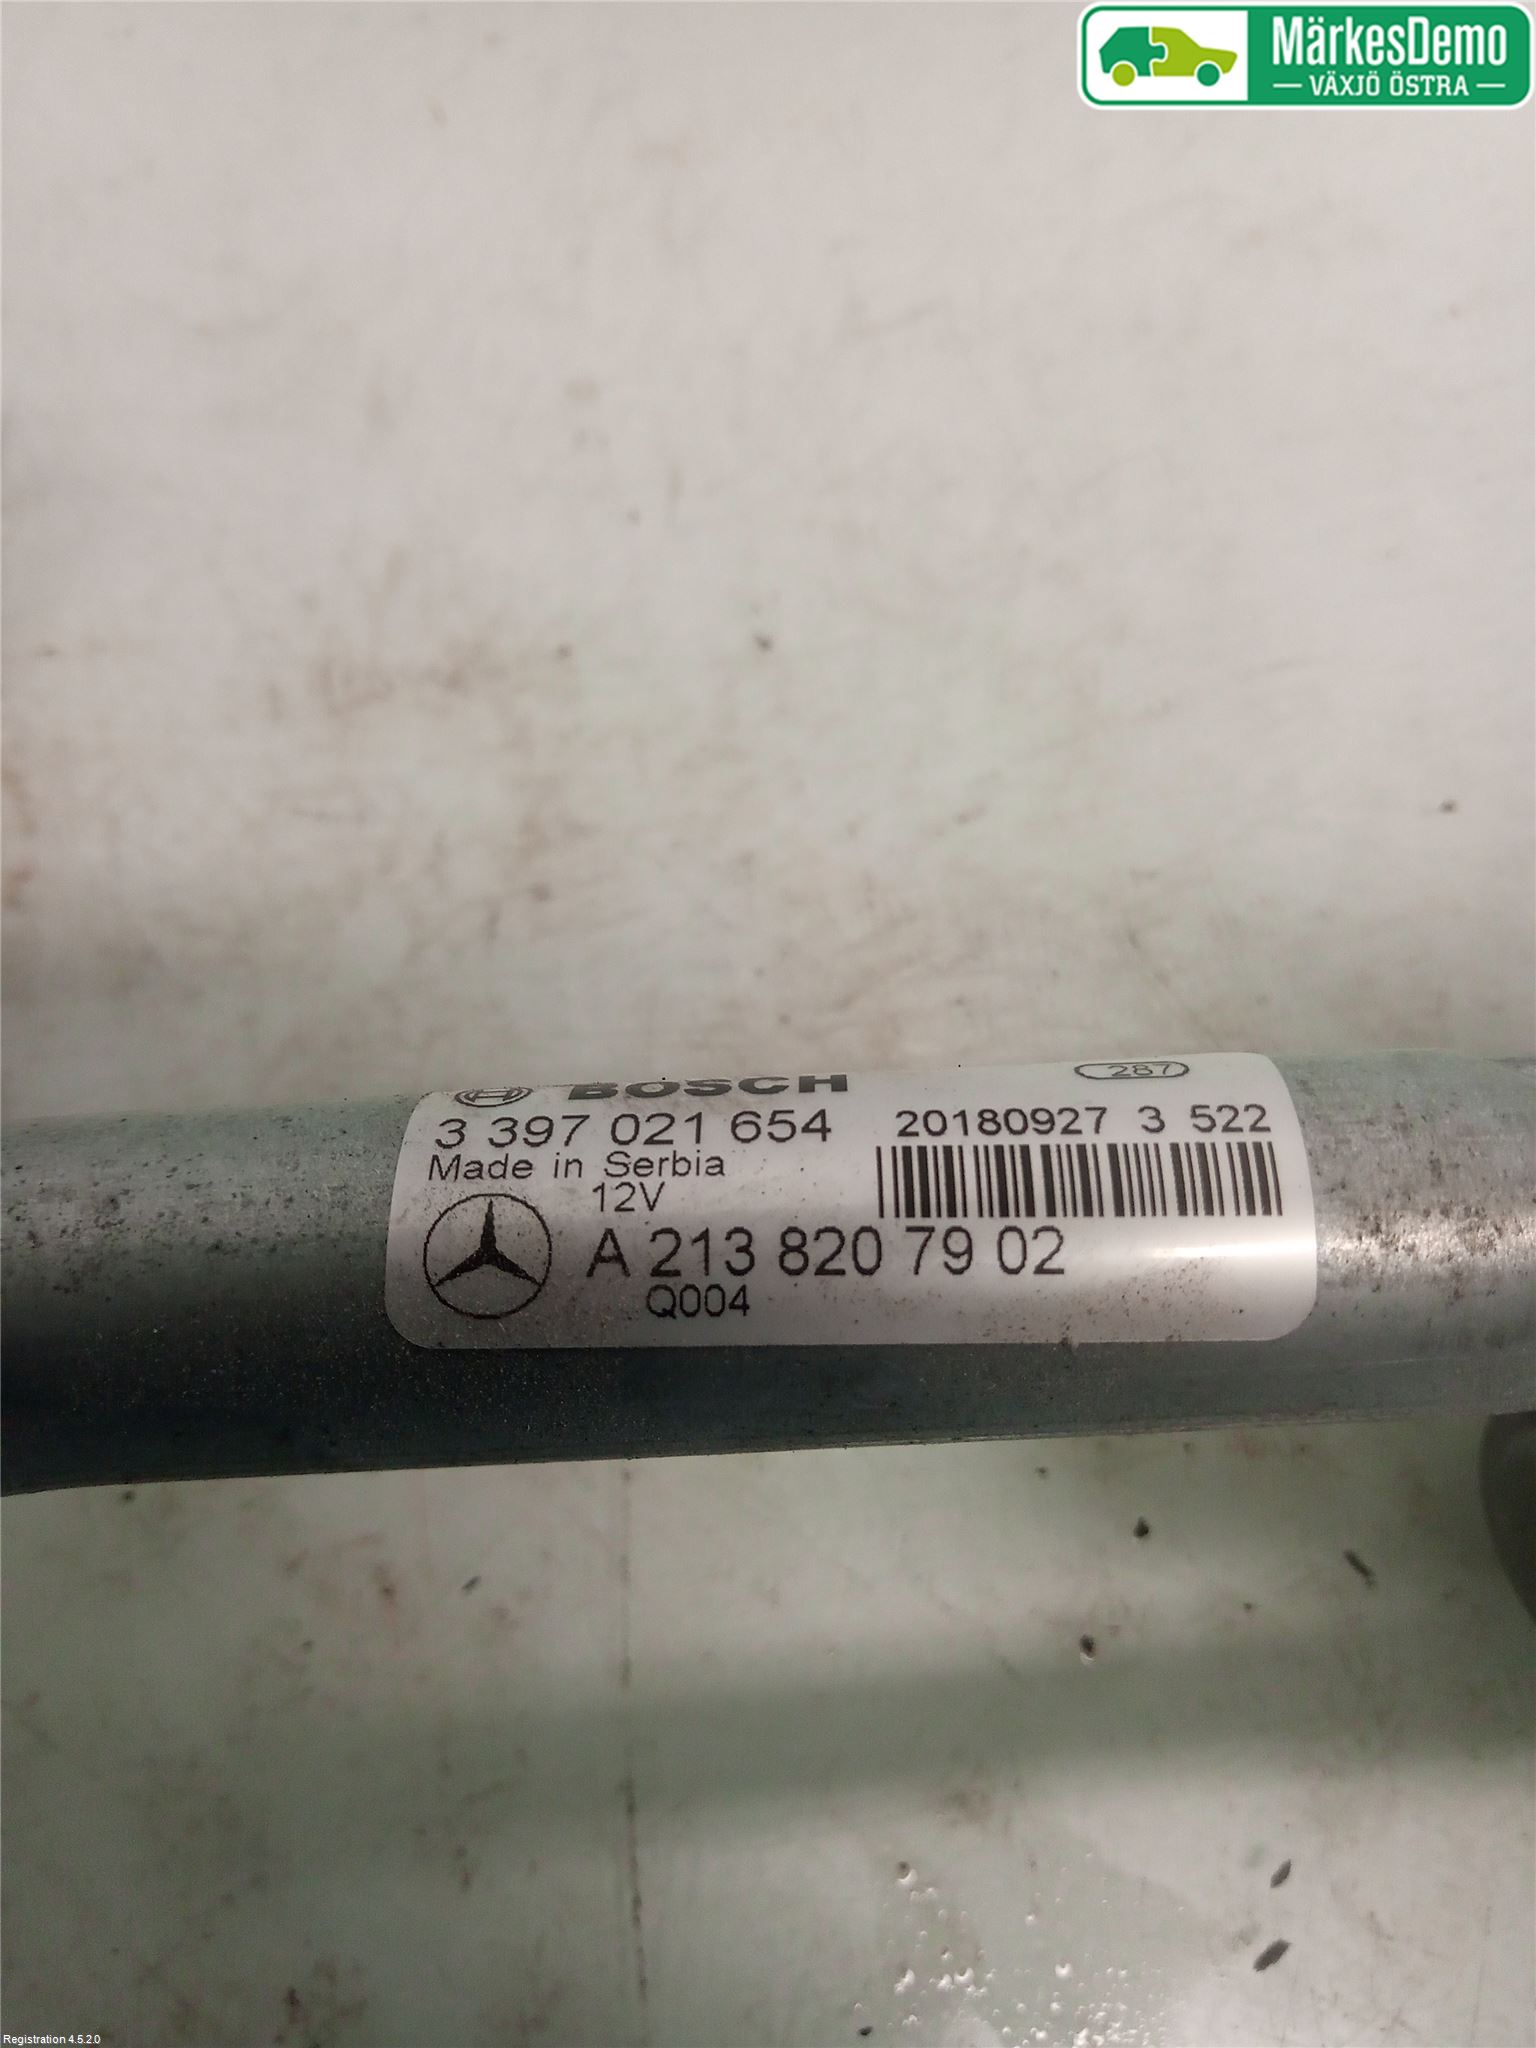 MärkesDemo
VÄXJÖ ÖSTRA
BOSCH
287
3 397 021 654
20180927 3 522
Made in Serbia
12V
A 213 820 79 02
Q004
Registration 4.5.2.0